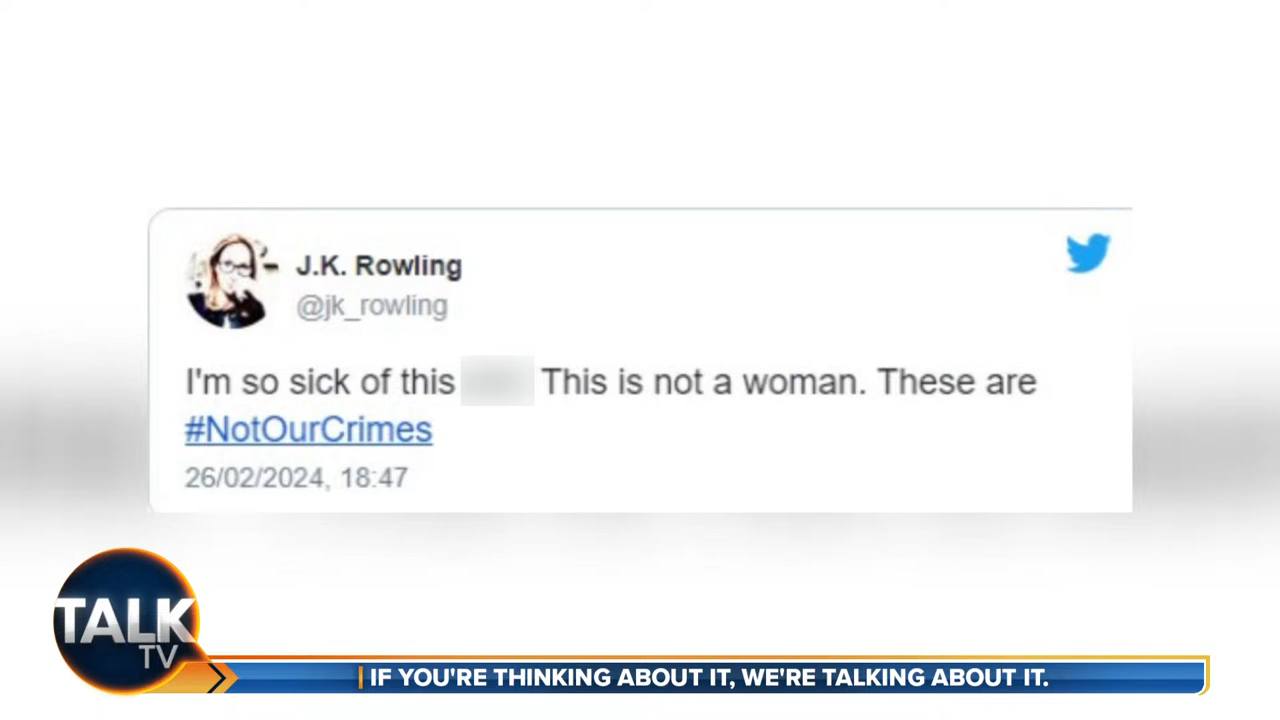 J.K. Rowling
@jk_rowling
I'm so sick of this This is not a woman. These are
#NotOurCrimes
26/02/2024, 18:47
TALK
TV
IF YOU'RE THINKING ABOUT IT, WE'RE TALKING ABOUT IT.